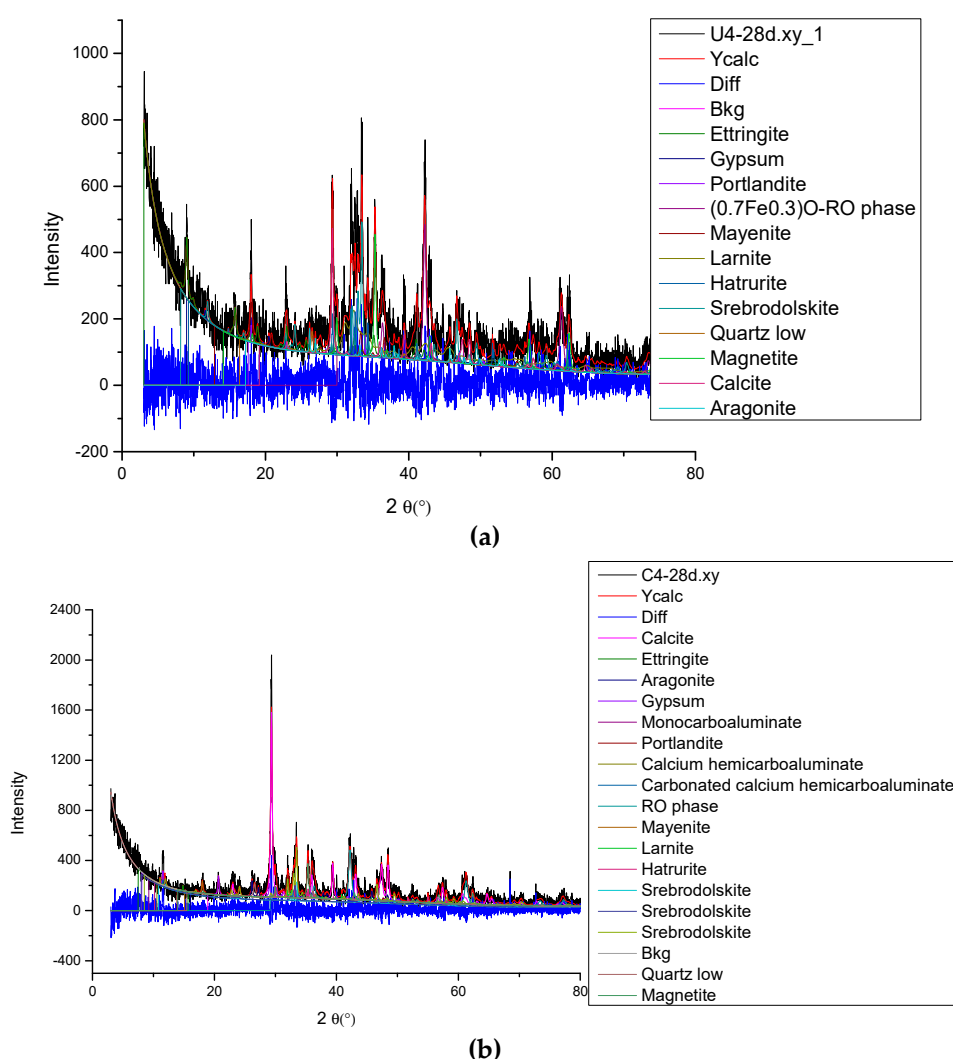 1000
800
600
400
200
0
-200
Intensity
0 20 40 60 80
2 θ(°)
U4-28d.xy_1
Ycalc
Diff
Bkg
Ettringite
Gypsum
Portlandite
(0.7Fe0.3)O-RO phase
Mayenite
Larnite
Hatrurite
Srebrodolskite
Quartz low
Magnetite
Calcite
Aragonite
(a)
2400
2000
1600
1200
800
400
0
-400
Intensity
0 20 40 60 80
2 θ(°)
C4-28d.xy
Ycalc
Diff
Calcite
Ettringite
Aragonite
Gypsum
Monocarboaluminate
Portlandite
Calcium hemicarboaluminate
Carbonated calcium hemicarboaluminate
RO phase
Mayenite
Larnite
Hatrurite
Srebrodolskite
Srebrodolskite
Srebrodolskite
Bkg
Quartz low
Magnetite
(b)